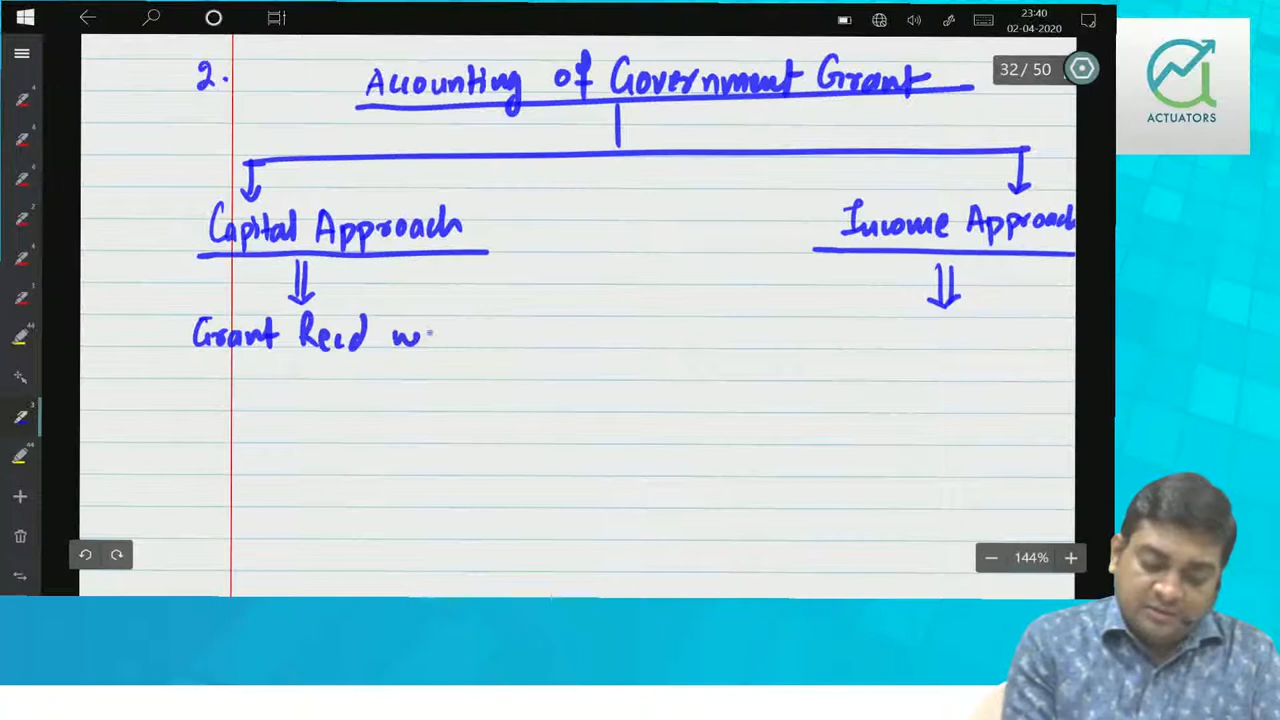 23:40
02-04-2020
32 / 50
ACTUATORS
2. Accounting of Government Grant
Capital Approach
Income Approach
Grant Recd w
144%